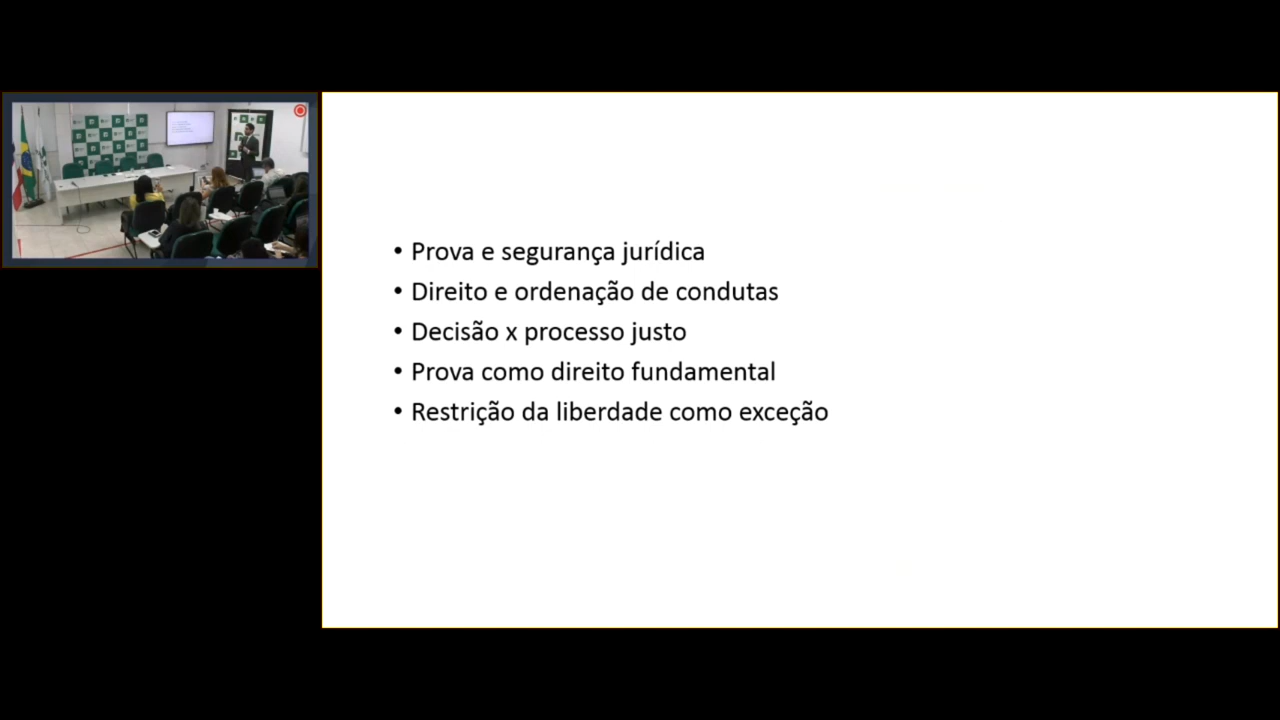 • Prova e segurança jurídica
• Direito e ordenação de condutas
• Decisão x processo justo
• Prova como direito fundamental
• Restrição da liberdade como exceção